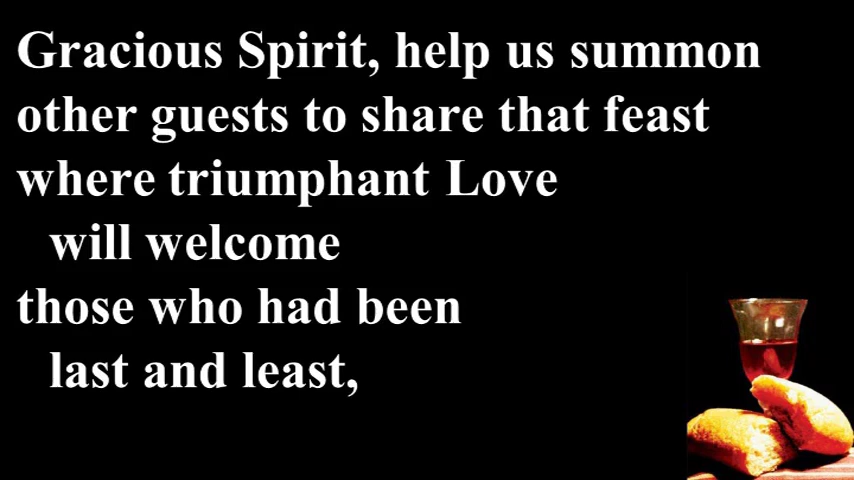 Gracious Spirit, help us summon
other guests to share that feast
where triumphant Love
will welcome
those who had been
last and least,